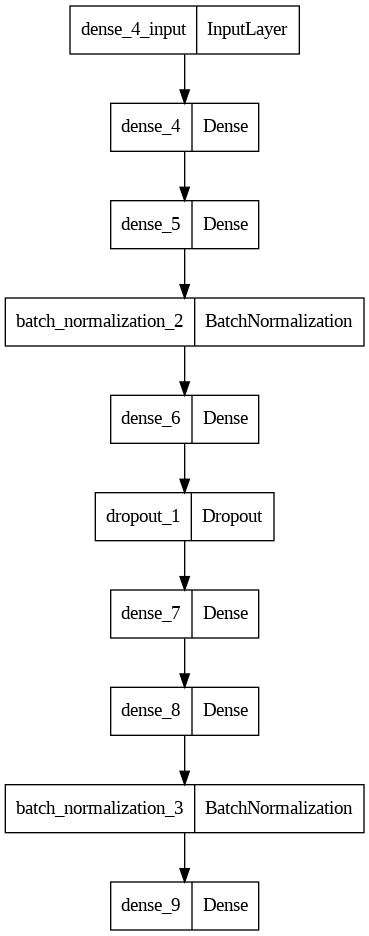 dense_4_input InputLayer
dense_4 Dense
dense_5 Dense
batch_normalization_2 BatchNormalization
dense_6 Dense
dropout_1 Dropout
dense_7 Dense
dense_8 Dense
batch_normalization_3 BatchNormalization
dense_9 Dense